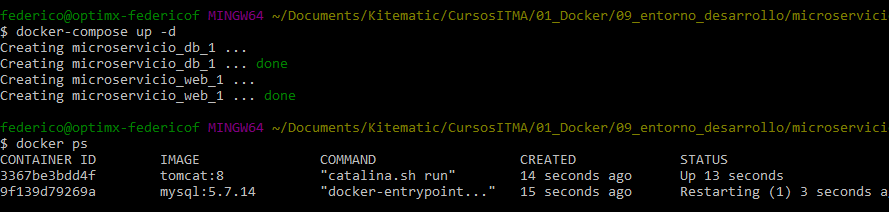 federico@optimx-federicof MINGW64 ~/Documents/Kitematic/CursosITMA/01_Docker/09_entorno_desarrollo/microservici
$ docker-compose up -d
Creating microservicio_db_1 ...
Creating microservicio_db_1 ... done
Creating microservicio_web_1 ...
Creating microservicio_web_1 ... done
federico@optimx-federicof MINGW64 ~/Documents/Kitematic/CursosITMA/01_Docker/09_entorno_desarrollo/microservici
$ docker ps
CONTAINER ID IMAGE COMMAND CREATED STATUS
3367be3bdd4f tomcat:8 "catalina.sh run" 14 seconds ago Up 13 seconds
9f139d79269a mysql:5.7.14 "docker-entrypoint..." 15 seconds ago Restarting (1) 3 seconds a